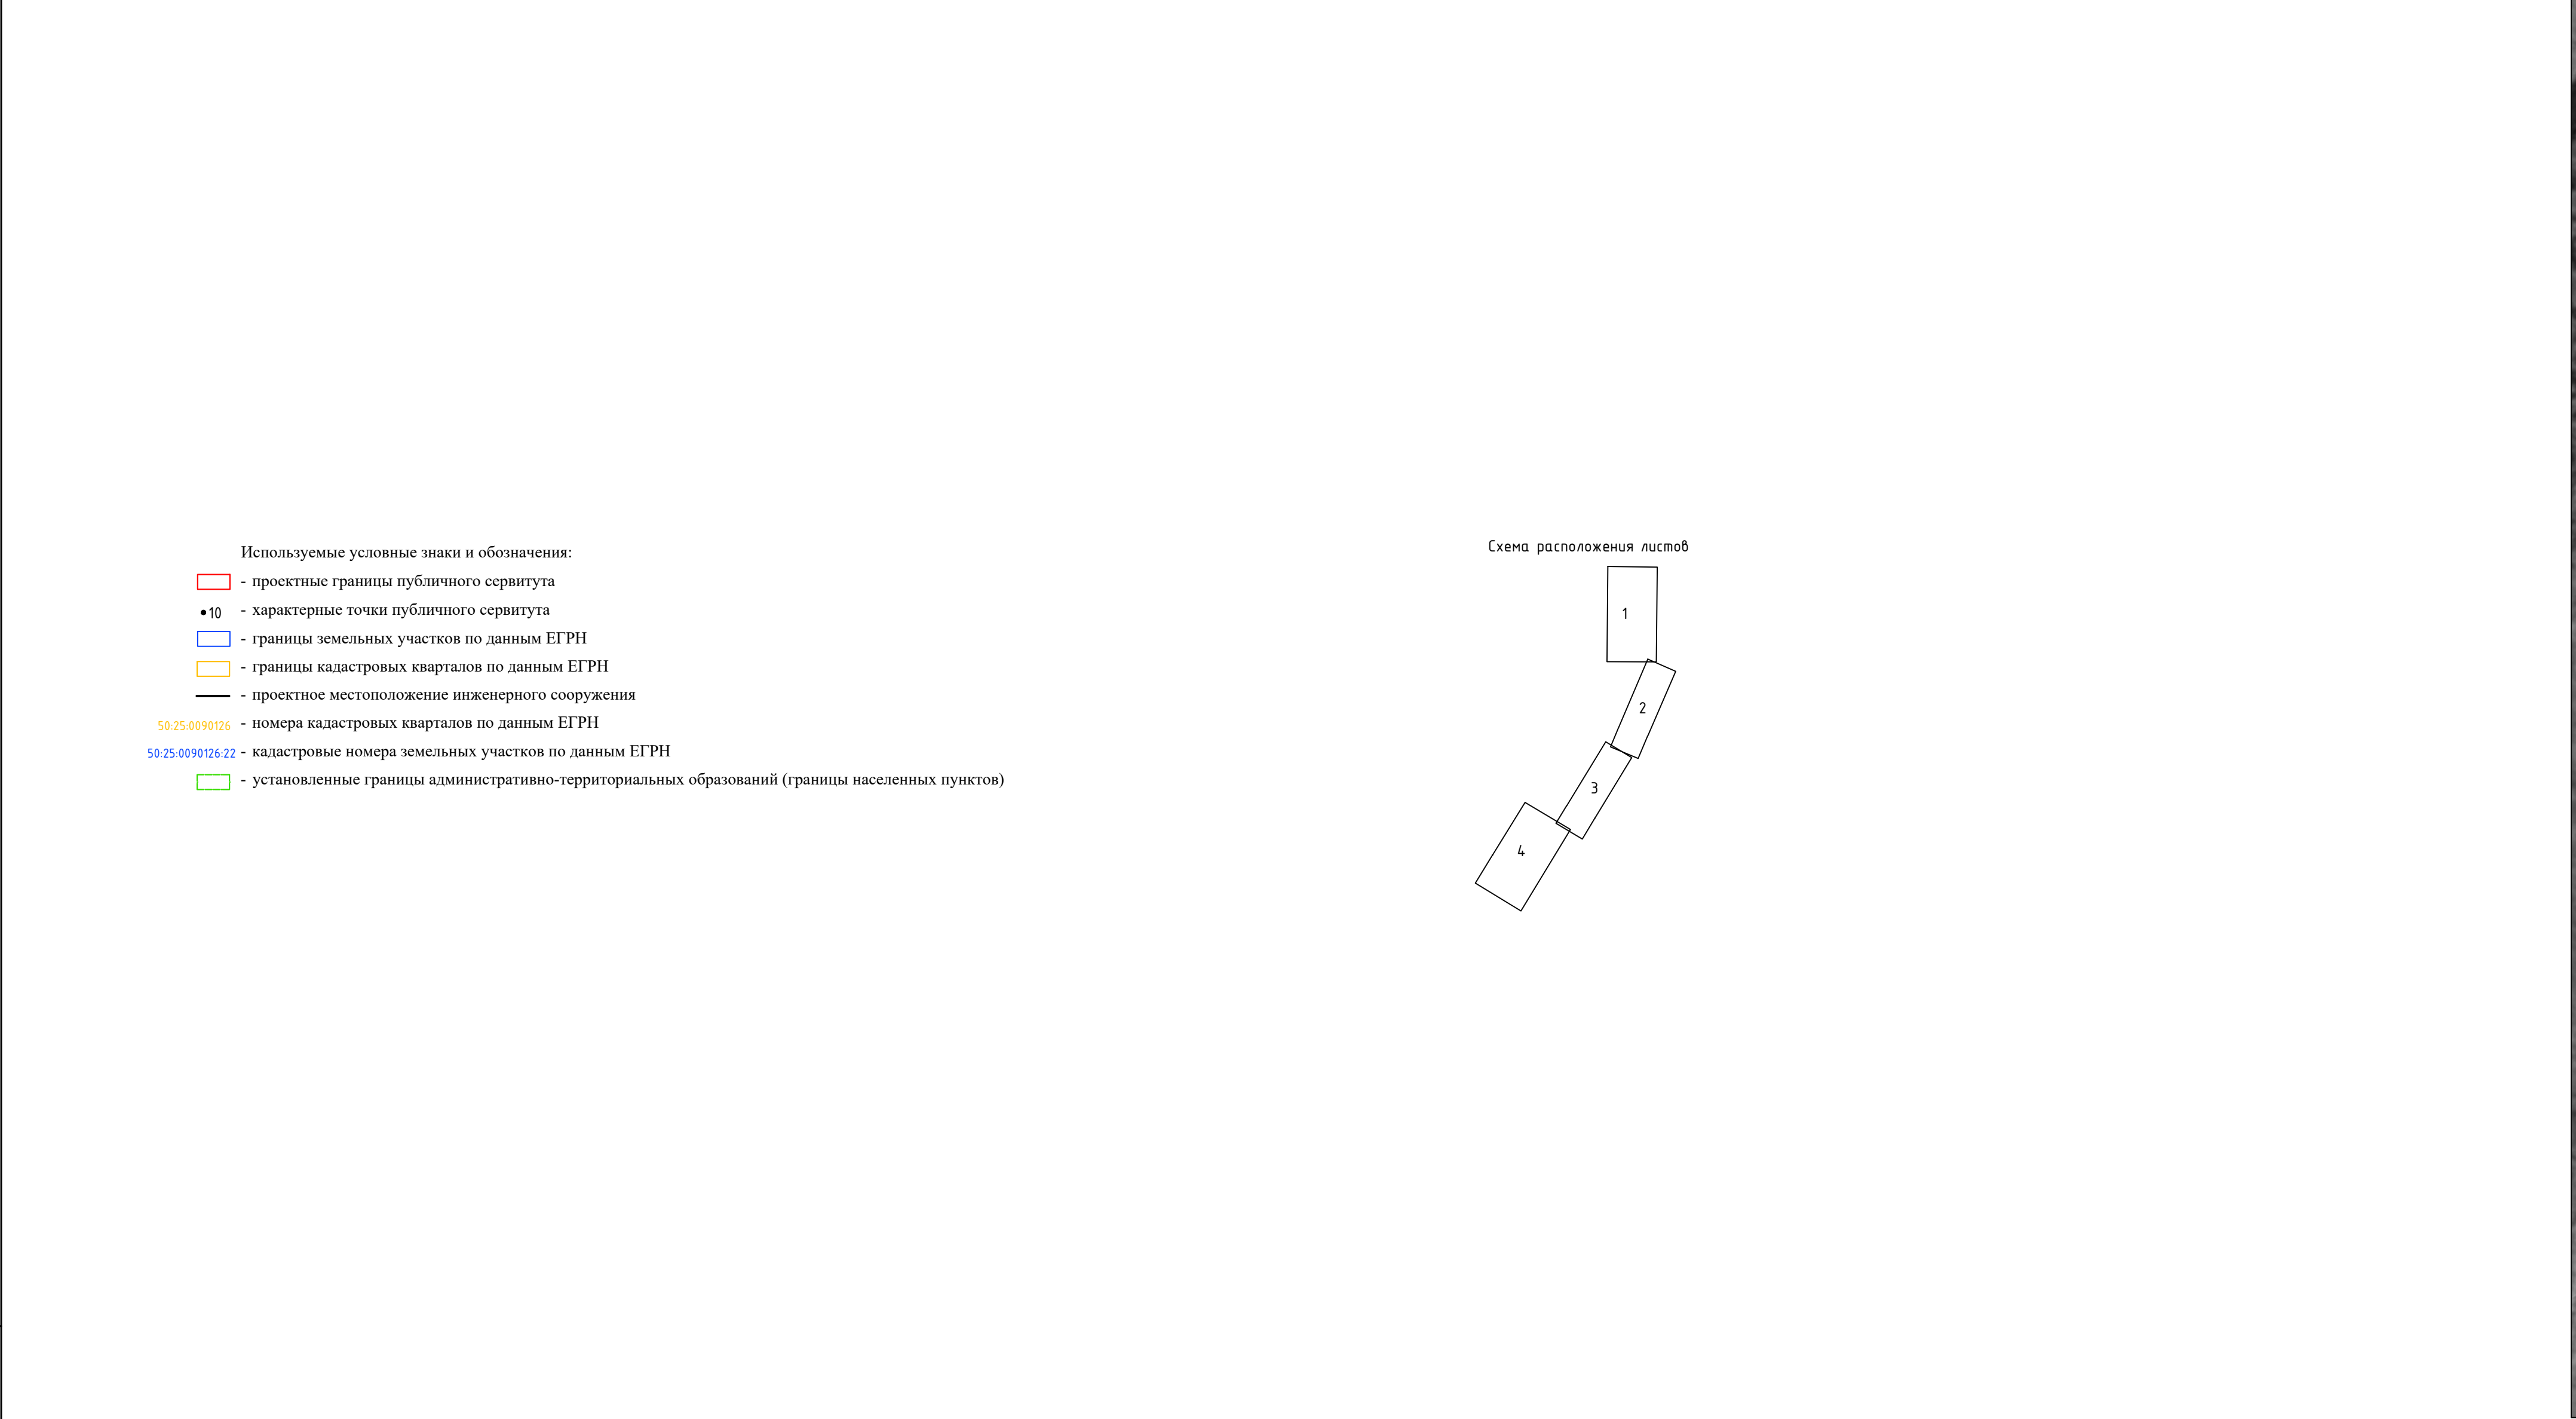 Используемые условные знаки и обозначения:
- проектные границы публичного сервитута
10 - характерные точки публичного сервитута
- границы земельных участков по данным ЕГРН
- границы кадастровых кварталов по данным ЕГРН
- проектное местоположение инженерного сооружения
50:25:0090126 - номера кадастровых кварталов по данным ЕГРН
50:25:0090126:22 - кадастровые номера земельных участков по данным ЕГРН
- установленные границы административно-территориальных образований (границы населенных пунктов)
Схема расположения листов
1
2
3
4